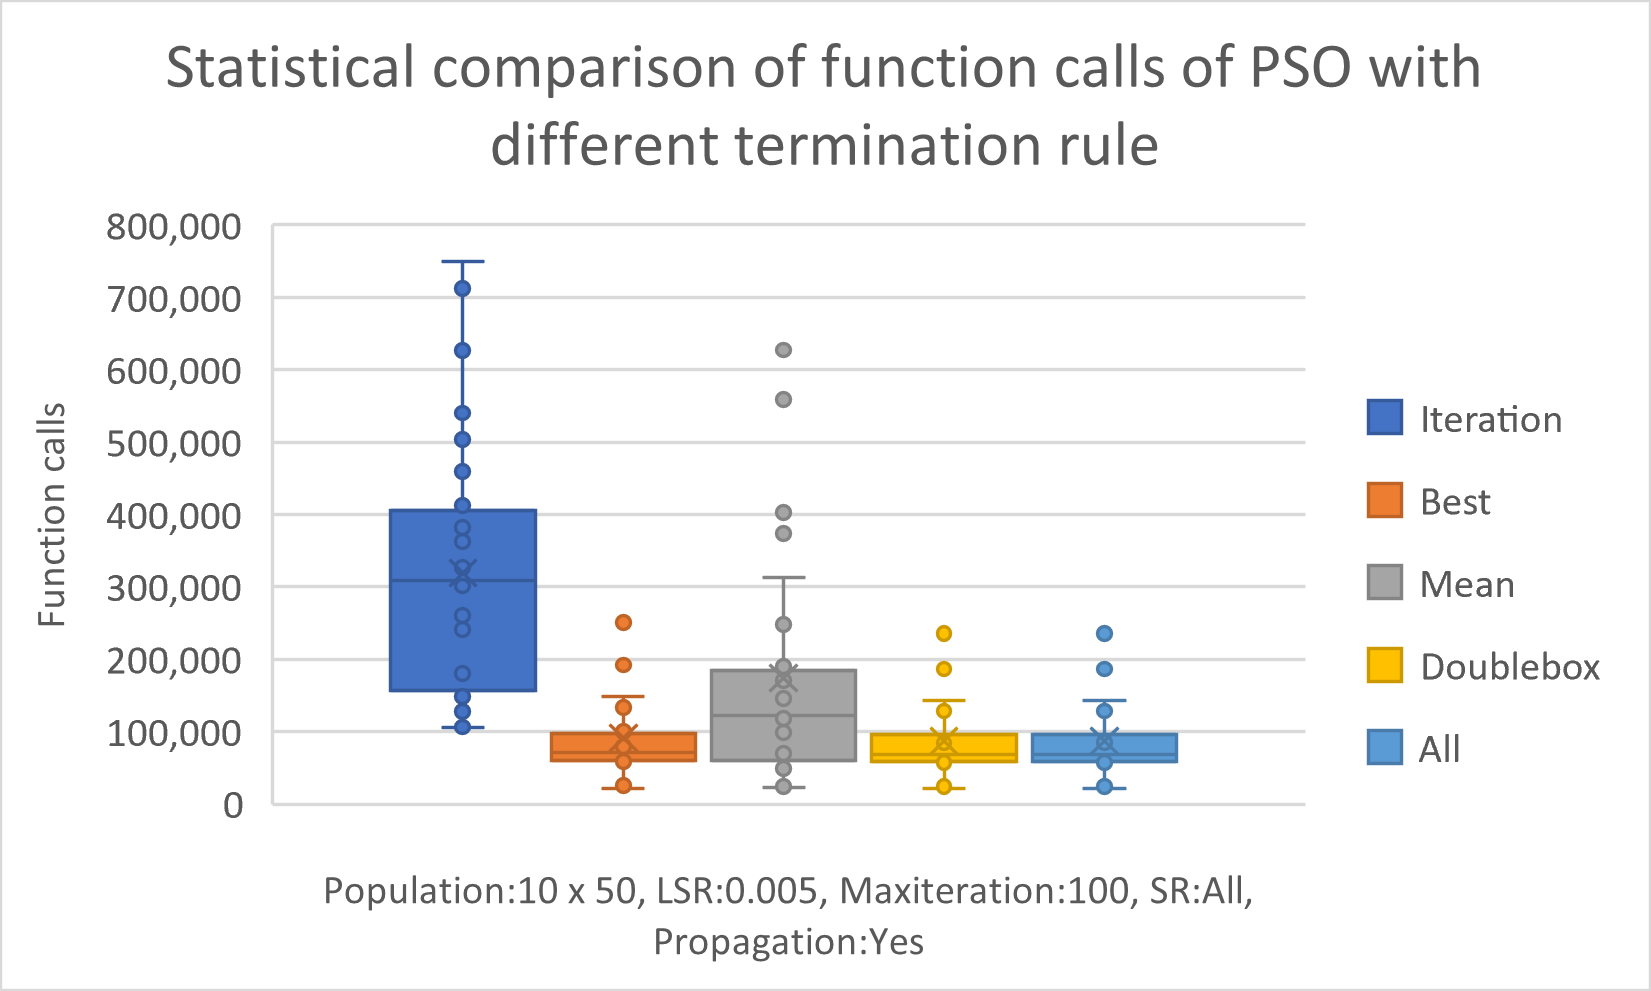 Statistical comparison of function calls of PSO with
different termination rule
800,000
700,000
600,000
500,000
400,000
300,000
200,000
100,000
0
Function calls
Iteration
Best
Mean
Doublebox
All
Population:10 x 50, LSR:0.005, Maxiteration:100, SR:All,
Propagation:Yes